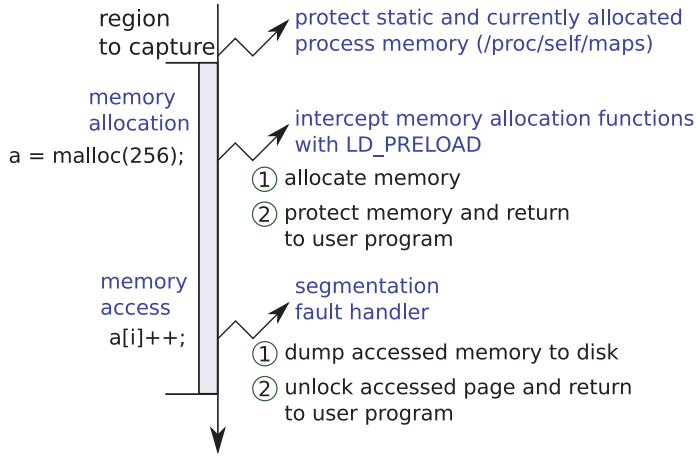 region
to capture
protect static and currently allocated
process memory (/proc/self/maps)
memory
allocation
a = malloc(256);
intercept memory allocation functions
with LD_PRELOAD
1 allocate memory
2 protect memory and return
to user program
memory
access
a[i]++;
segmentation
fault handler
1 dump accessed memory to disk
2 unlock accessed page and return
to user program